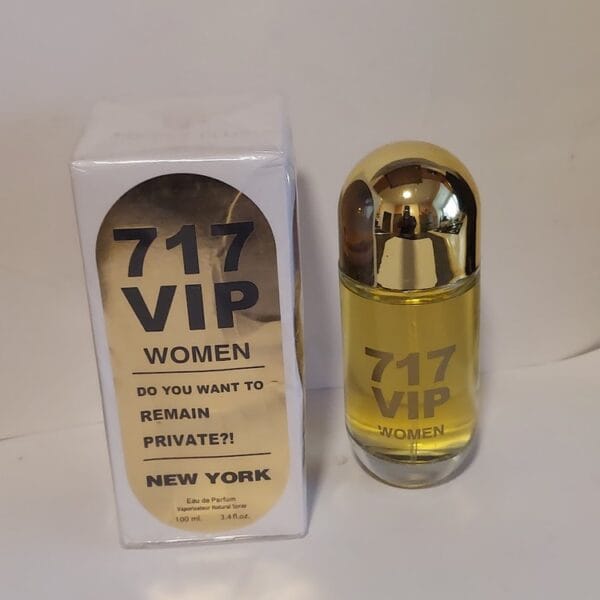 717
VIP
WOMEN
DO YOU WANT TO
REMAIN
PRIVATE?!
NEW YORK
Eau de Parfum
Vaporisateur Natural Spray
100 ml. 3.4 fl.oz.
717
VIP
WOMEN